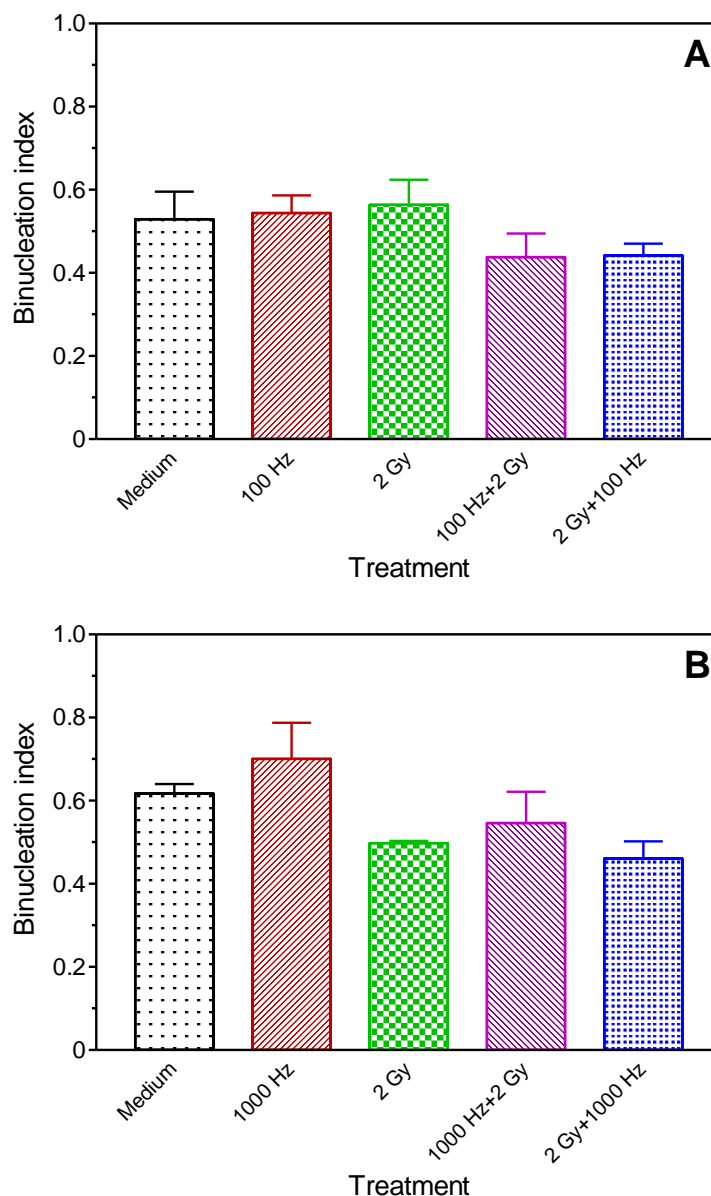 A
1.0
0.8
0.6
0.4
0.2
0
Binucleation index
Medium
100 Hz
2 Gy
100 Hz+2 Gy
2 Gy+100 Hz
Treatment
B
1.0
0.8
0.6
0.4
0.2
0
Binucleation index
Medium
1000 Hz
2 Gy
1000 Hz+2 Gy
2 Gy+1000 Hz
Treatment